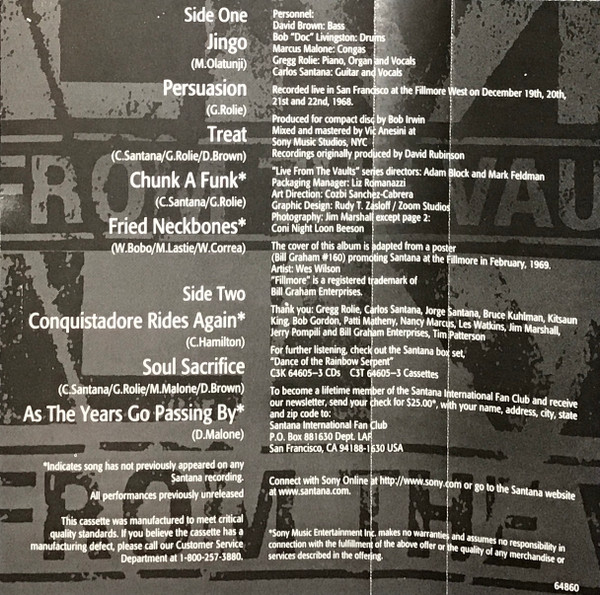 Side One
Jingo
(M.Olatunji)
Persuasion
(G.Rolie)
Treat
(C.Santana/G.Rolie/D.Brown)
Chunk A Funk*
(C.Santana/G.Rolie)
Fried Neckbones*
(W.Bobo/M.Lastie/W.Correa)
Side Two
Conquistadore Rides Again*
(C.Hamilton)
Soul Sacrifice
(C.Santana/G.Rolie/M.Malone/D.Brown)
As The Years Go Passing By*
(D.Malone)
*Indicates song has not previously appeared on any
Santana recording.
All performances previously unreleased
This cassette was manufactured to meet critical
quality standards. If you believe the cassette has a
manufacturing defect, please call our Customer Service
Department at 1-800-257-3880.
Personnel:
David Brown: Bass
Bob "Doc" Livingston: Drums
Marcus Malone: Congas
Gregg Rolie: Piano, Organ and Vocals
Carlos Santana: Guitar and Vocals
Recorded live in San Francisco at the Fillmore West on December 19th, 20th,
21st and 22nd, 1968.
Produced for compact disc by Bob Irwin
Mixed and mastered by Vic Anesini at
Sony Music Studios, NYC
Recordings originally produced by David Rubinson
"Live From The Vaults" series directors: Adam Block and Mark Feldman
Packaging Manager: Liz Romanazzi
Art Direction: Cozbi Sanchez-Cabrera
Graphic Design: Rudy T. Zasloff / Zoom Studios
Photography: Jim Marshall except page 2:
Coni Night Loon Beeson
The cover of this album is adapted from a poster
(Bill Graham #160) promoting Santana at the Fillmore in February, 1969.
Artist: Wes Wilson
"Fillmore" is a registered trademark of
Bill Graham Enterprises.
Thank you: Gregg Rolie, Carlos Santana, Jorge Santana, Bruce Kuhlman, Kitsaun
King, Bob Gordon, Patti Matheny, Nancy Marcus, Les Watkins, Jim Marshall,
Jerry Pompili and Bill Graham Enterprises, Tim Patterson
For further listening, check out the Santana box set,
"Dance of the Rainbow Serpent"
C3K 64605–3 CDs C3T 64605–3 Cassettes
To become a lifetime member of the Santana International Fan Club and receive
our newsletter, send your check for $25.00*, with your name, address, city, state
and zip code to:
Santana International Fan Club
P.O. Box 881630 Dept. LAF
San Francisco, CA 94188-1630 USA
Connect with Sony Online at http://www.sony.com or go to the Santana website
at www.santana.com.
*Sony Music Entertainment Inc. makes no warranties and assumes no responsibility in
connection with the fulfillment of the above offer or the quality of any merchandise or
services described in the offering.
64860
FROM THE VAU
FROM THE VA